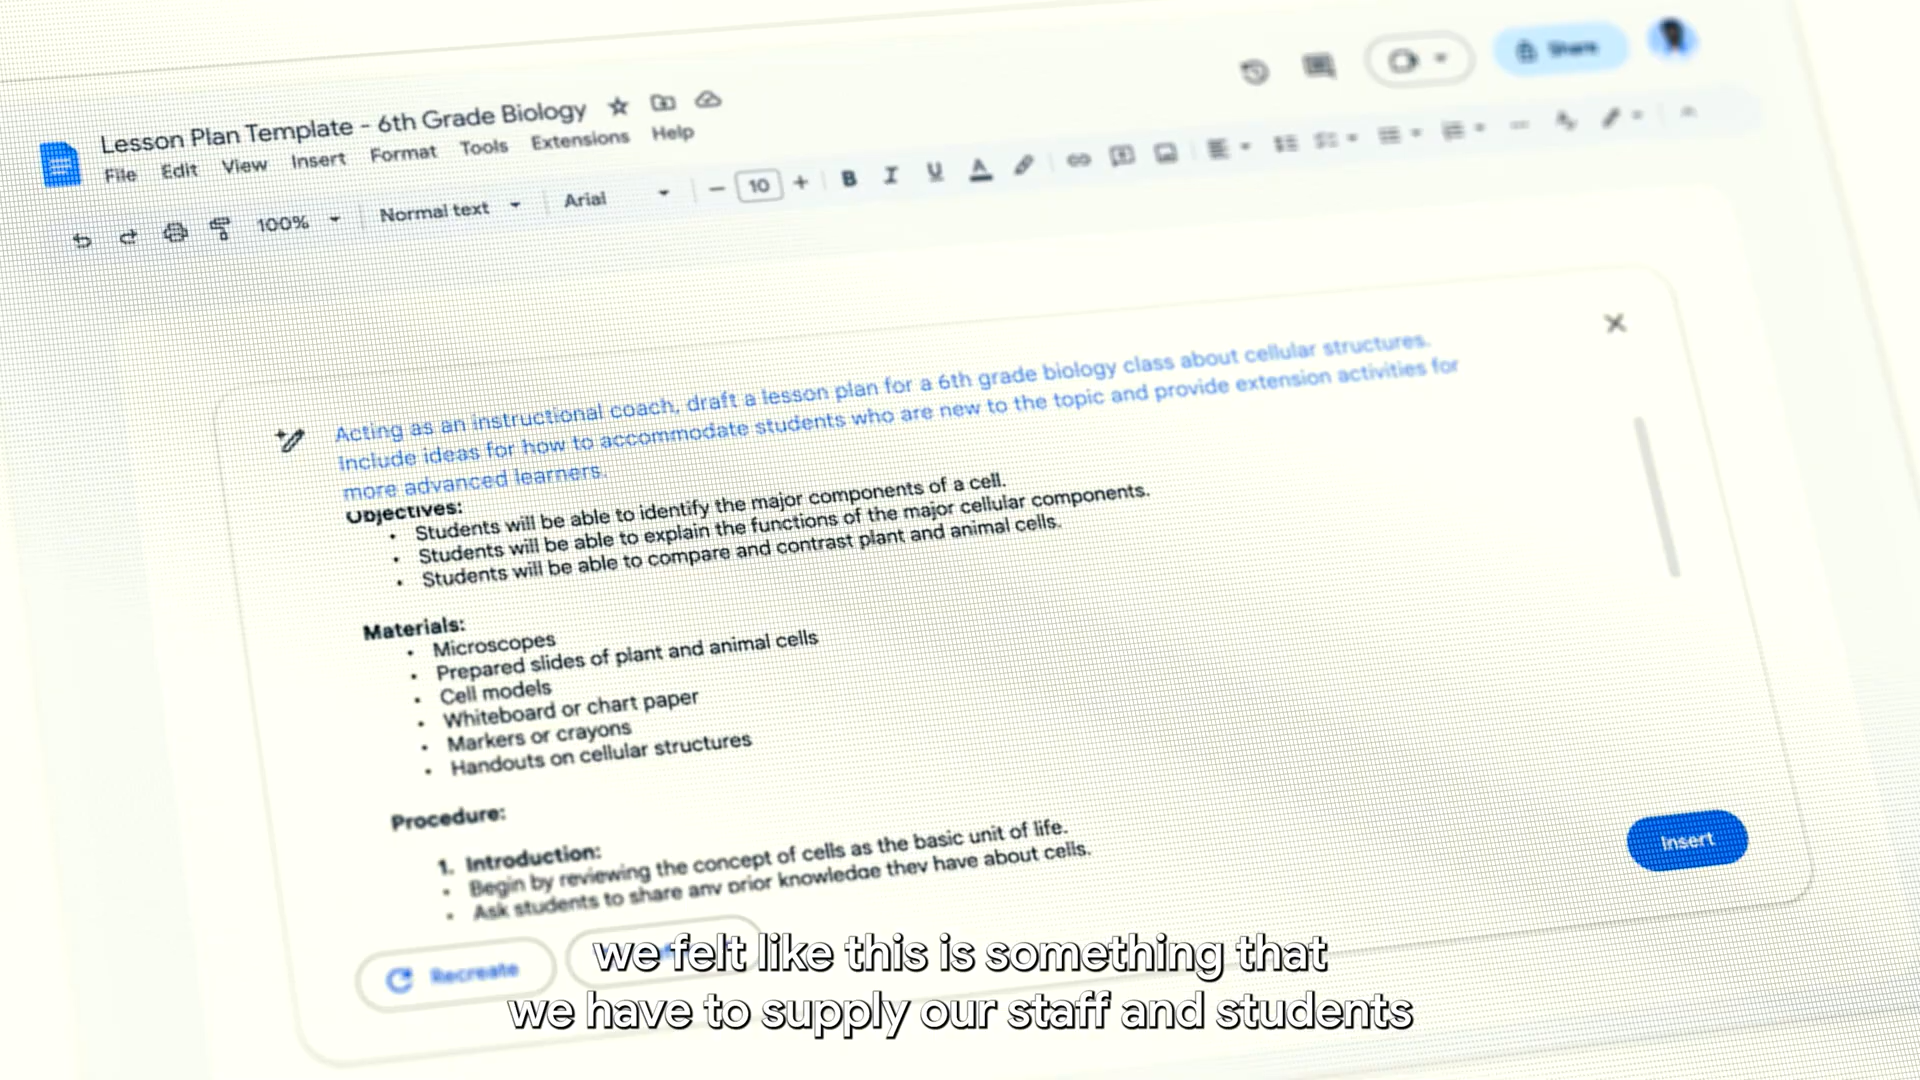 Lesson Plan Template - 6th Grade Biology
File Edit View Insert Format Tools Extensions Help
Share
100% Normal text Arial 10 B I U A
Acting as an instructional coach, draft a lesson plan for a 6th grade biology class about cellular structures.
Include ideas for how to accommodate students who are new to the topic and provide extension activities for
more advanced learners.
Objectives:
• Students will be able to identify the major components of a cell.
• Students will be able to explain the functions of the major cellular components.
• Students will be able to compare and contrast plant and animal cells.
Materials:
• Microscopes
• Prepared slides of plant and animal cells
• Cell models
• Whiteboard or chart paper
• Markers or crayons
• Handouts on cellular structures
Procedure:
1. Introduction:
• Begin by reviewing the concept of cells as the basic unit of life.
• Ask students to share any prior knowledge they have about cells.
Insert
Recreate
we felt like this is something that
we have to supply our staff and students